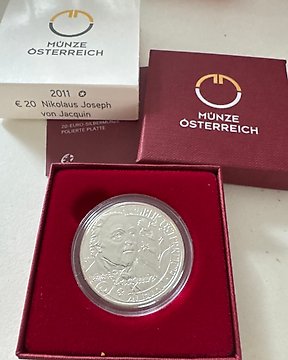 MÜNZE
ÖSTERREICH
2011
€ 20 Nikolaus Joseph
von Jacquin
MÜNZE
ÖSTERREICH
20-EURO-SILBERMÜNZE
POLIERTE PLATTE